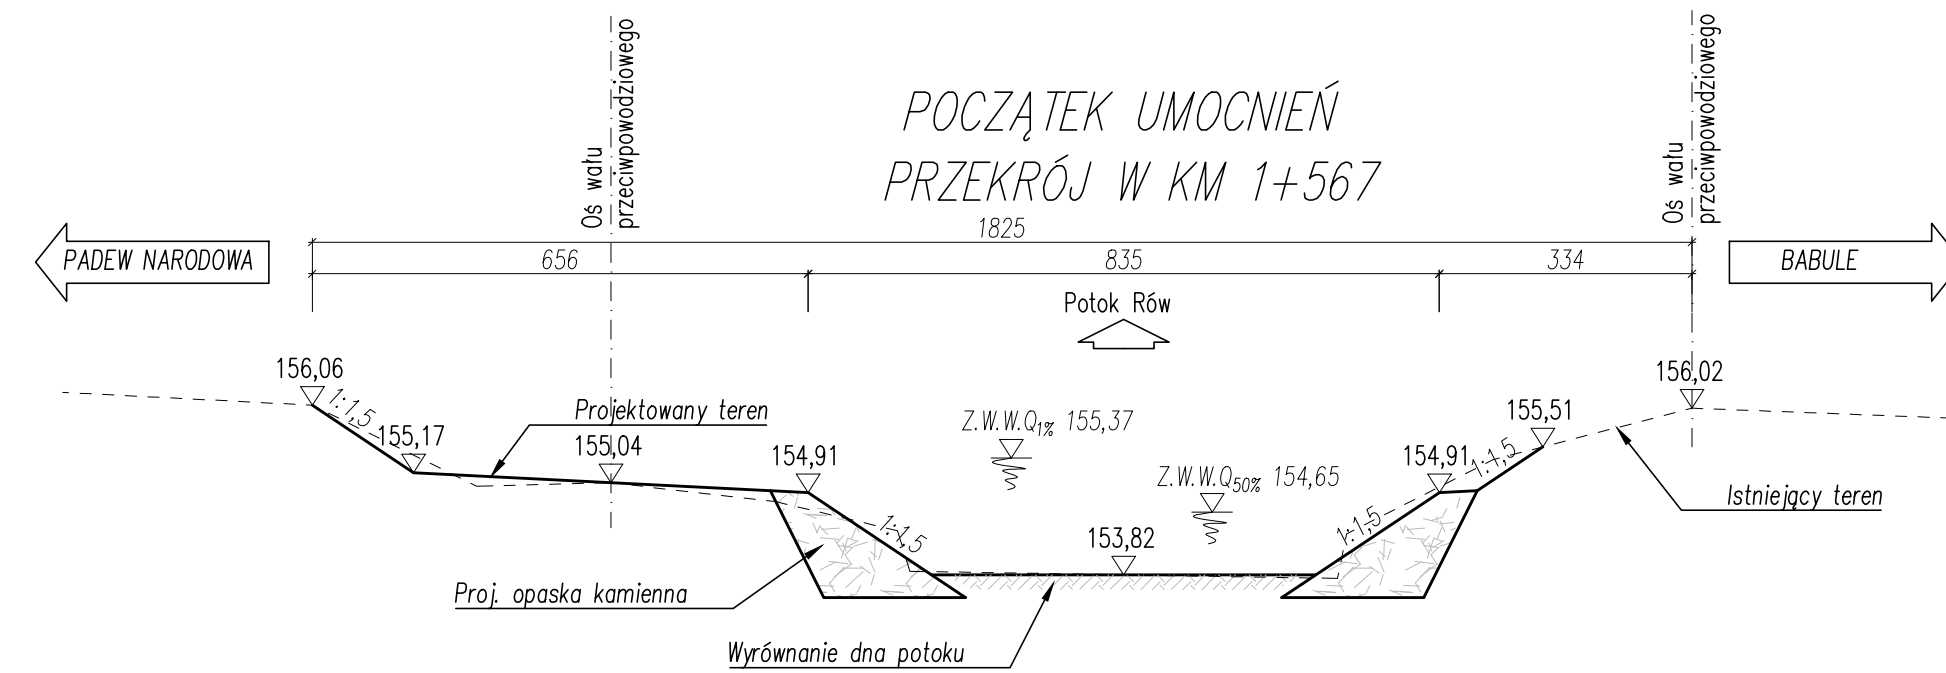 Oś wału
przeciwpowodziowego
Oś wału
przeciwpowodziowego
POCZĄTEK UMOCNIEŃ
PRZEKRÓJ W KM 1+567
1825
PADEW NARODOWA
656
835
334
BABULE
Potok Rów
156,06
1:1,5
155,17
Projektowany teren
155,04
154,91
Z.W.W.Q1% 155,37
Z.W.W.Q50% 154,65
154,91
1:1,5
155,51
156,02
Istniejący teren
1:1,5
153,82
1:1,5
Proj. opaska kamienna
Wyrównanie dna potoku